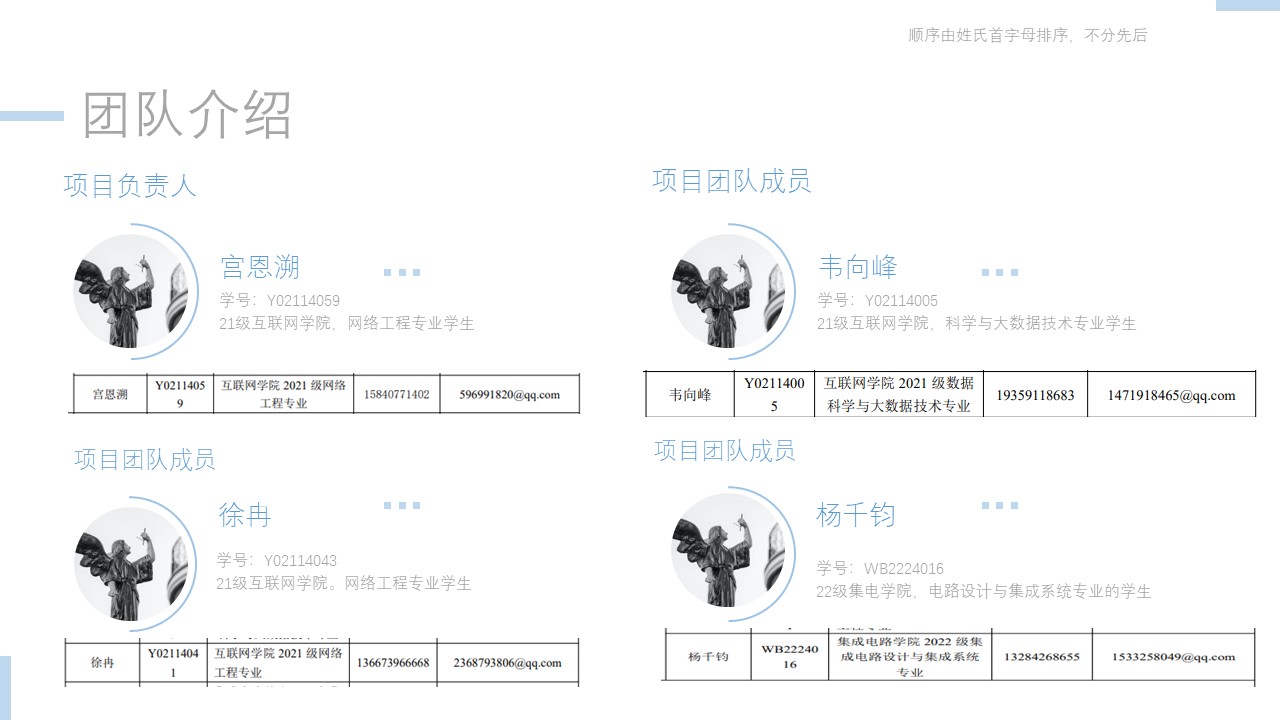 顺序由姓氏首字母排序，不分先后
团队介绍
项目负责人
宫恩溯
学号：Y02114059
21级互联网学院，网络工程专业学生
宫恩溯
Y0211405
9
互联网学院 2021 级网络
工程专业
15840771402
596991820@qq.com
项目团队成员
韦向峰
学号：Y02114005
21级互联网学院，科学与大数据技术专业学生
韦向峰
Y0211400
5
互联网学院 2021 级数据
科学与大数据技术专业
19359118683
1471918465@qq.com
项目团队成员
徐冉
学号：Y02114043
21级互联网学院。网络工程专业学生
徐冉
Y0211404
1
互联网学院 2021 级网络
工程专业
136673966668
2368793806@qq.com
项目团队成员
杨千钧
学号：WB2224016
22级集电学院，电路设计与集成系统专业的学生
杨千钧
WB22240
16
集成电路学院 2022 级集
成电路设计与集成系统
专业
13284268655
1533258049@qq.com